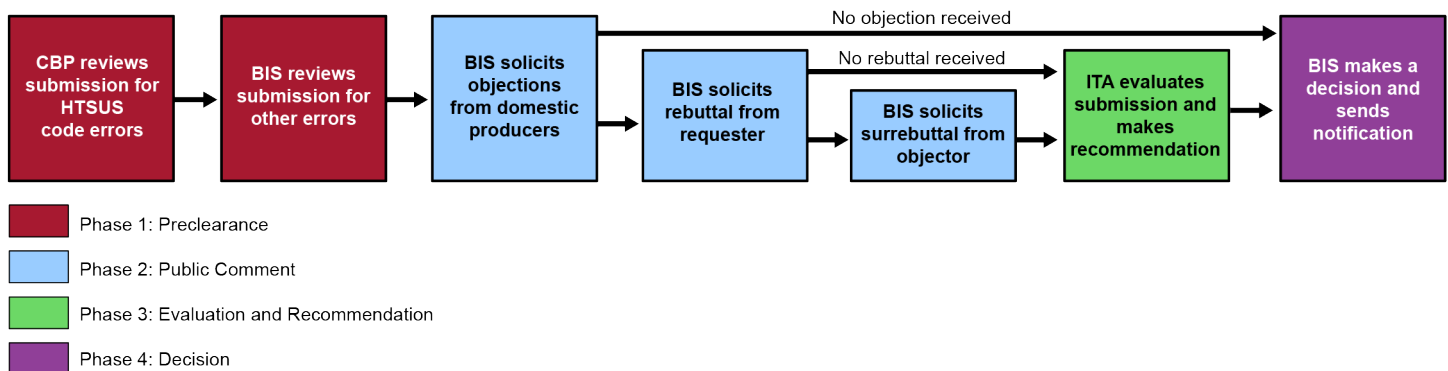 No objection received
CBP reviews
submission for
HTSUS
code errors
BIS reviews
submission for
other errors
BIS solicits
objections
from domestic
producers
No rebuttal received
BIS solicits
rebuttal from
requester
BIS solicits
surrebuttal from
objector
ITA evaluates
submission and
makes
recommendation
BIS makes a
decision and
sends
notification
Phase 1: Preclearance
Phase 2: Public Comment
Phase 3: Evaluation and Recommendation
Phase 4: Decision